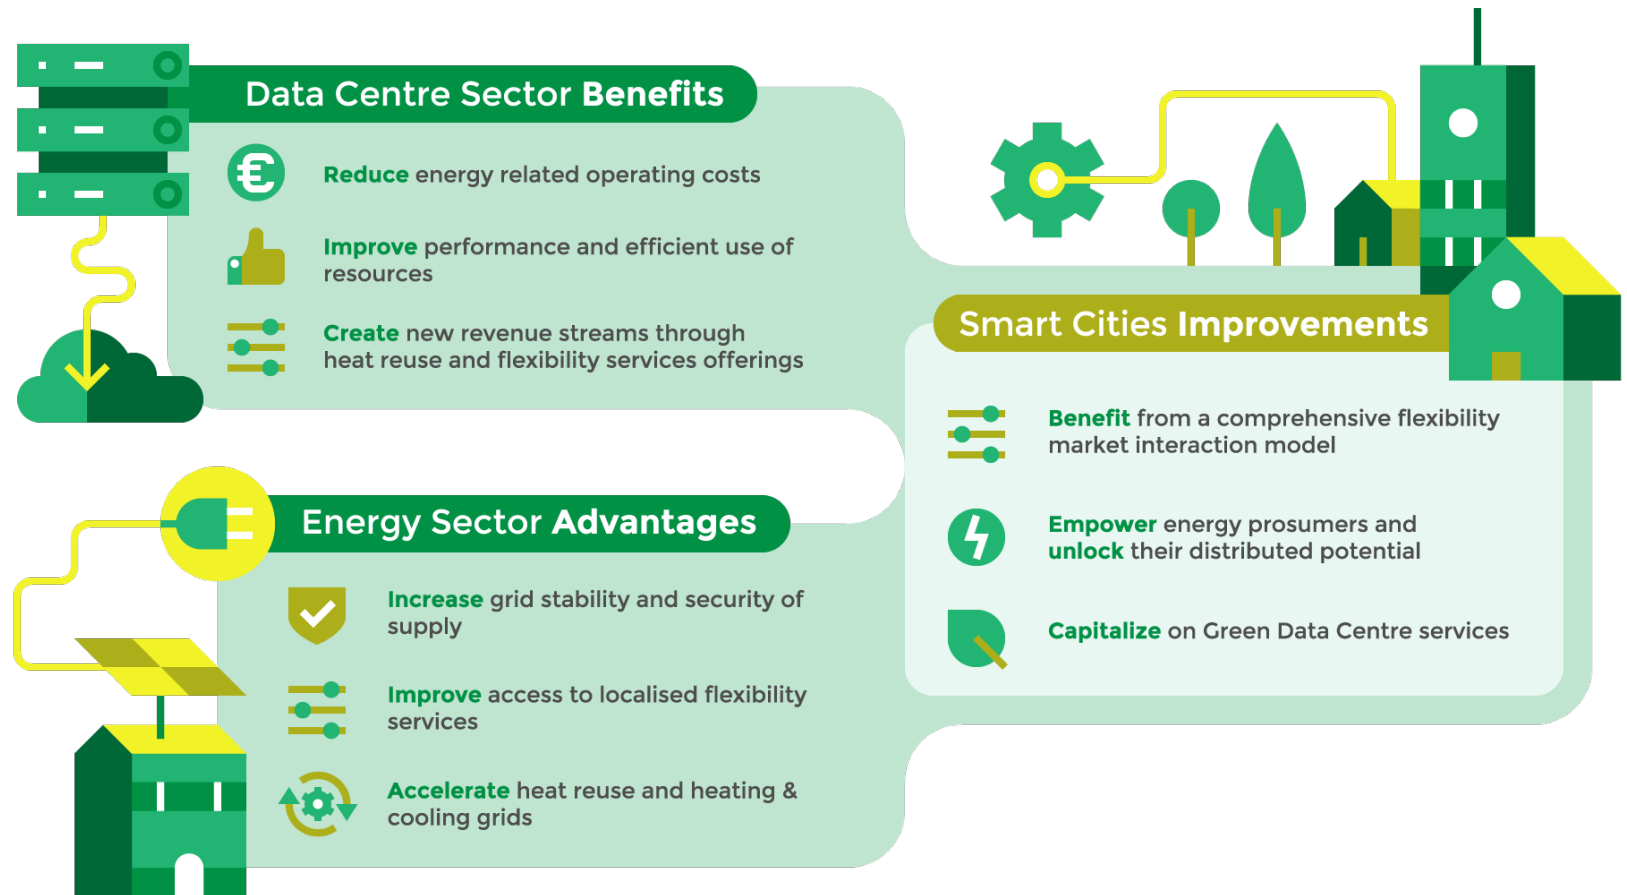 Data Centre Sector Benefits
Reduce energy related operating costs
Improve performance and efficient use of
resources
Create new revenue streams through
heat reuse and flexibility services offerings
Energy Sector Advantages
Increase grid stability and security of
supply
Improve access to localised flexibility
services
Accelerate heat reuse and heating &
cooling grids
Smart Cities Improvements
Benefit from a comprehensive flexibility
market interaction model
Empower energy prosumers and
unlock their distributed potential
Capitalize on Green Data Centre services